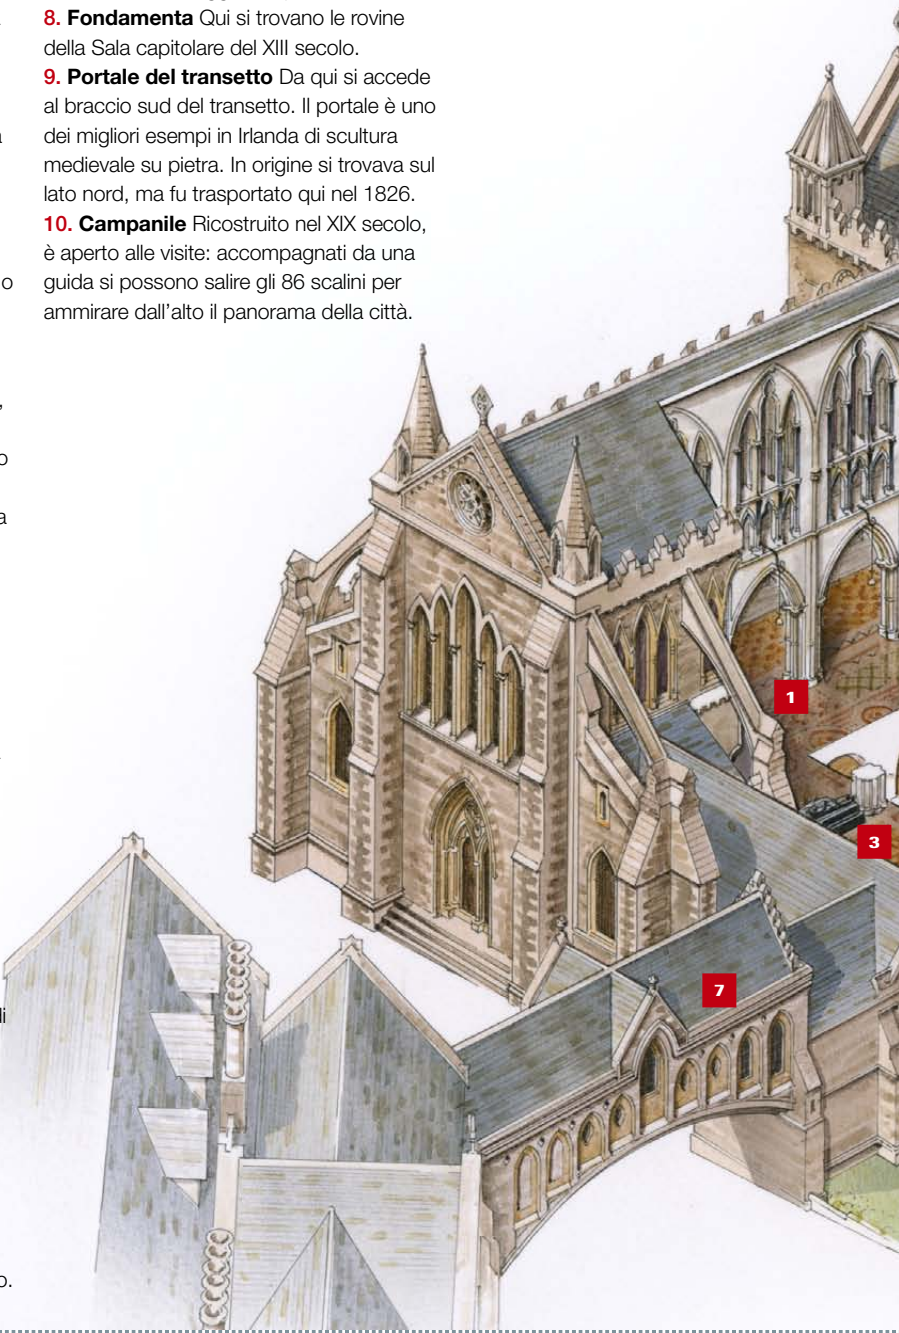 8. Fondamenta Qui si trovano le rovine
della Sala capitolare del XIII secolo.
9. Portale del transetto Da qui si accede
al braccio sud del transetto. Il portale è uno
dei migliori esempi in Irlanda di scultura
medievale su pietra. In origine si trovava sul
lato nord, ma fu trasportato qui nel 1826.
10. Campanile Ricostruito nel XIX secolo,
è aperto alle visite: accompagnati da una
guida si possono salire gli 86 scalini per
ammirare dall'alto il panorama della città.
1
3
7